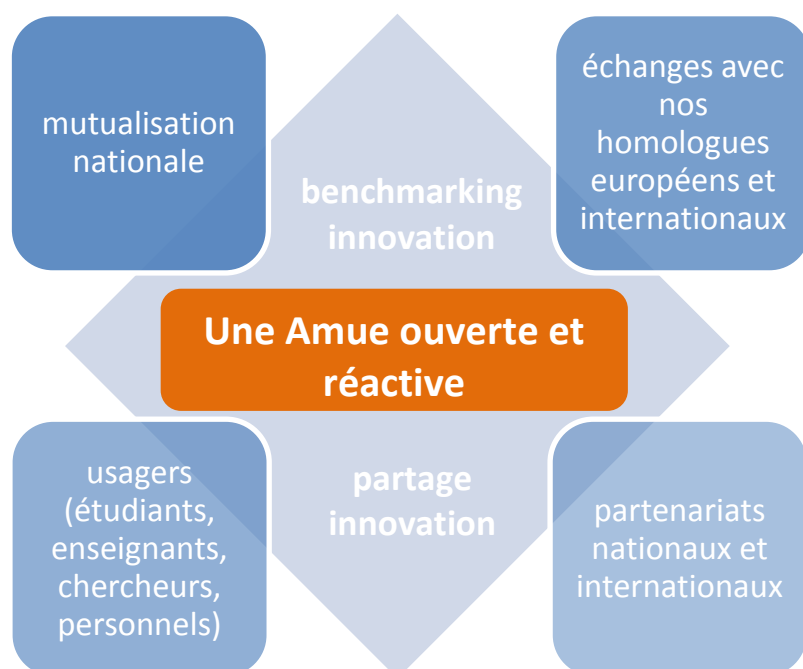 mutualisation
nationale
échanges avec
nos
homologues
européens et
internationaux
benchmarking
innovation
Une Amue ouverte et
réactive
usagers
(étudiants,
enseignants,
chercheurs,
personnels)
partage
innovation
partenariats
nationaux et
internationaux